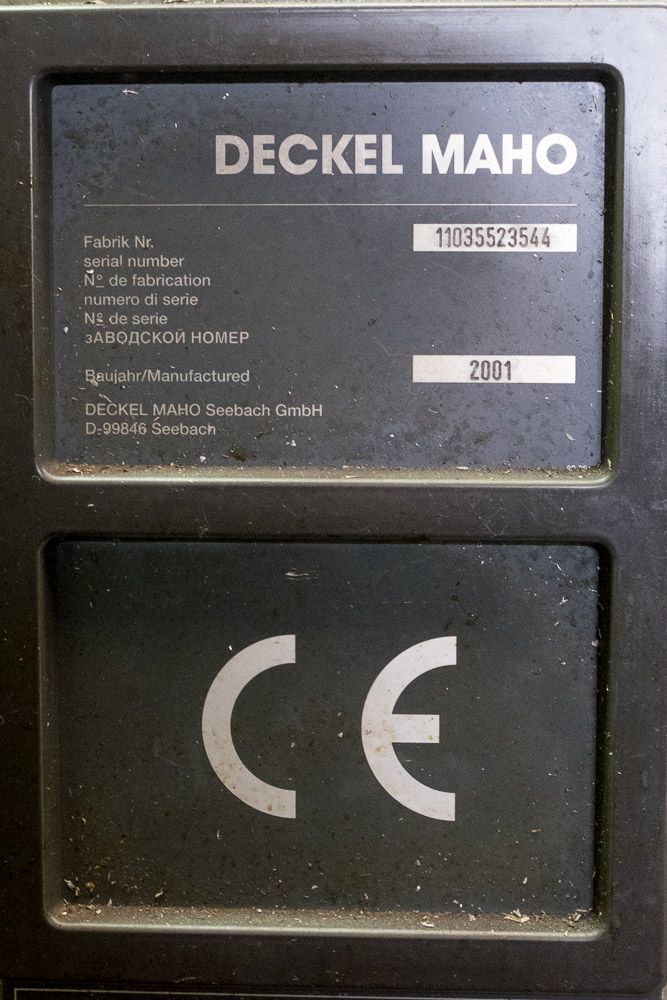 DECKEL MAHO
Fabrik Nr. 11035523544
serial number
Nº de fabrication
numero di serie
Nº de serie
зАВОДСКОЙ НОМЕР
Baujahr/Manufactured 2001
DECKEL MAHO Seebach GmbH
D-99846 Seebach
CE